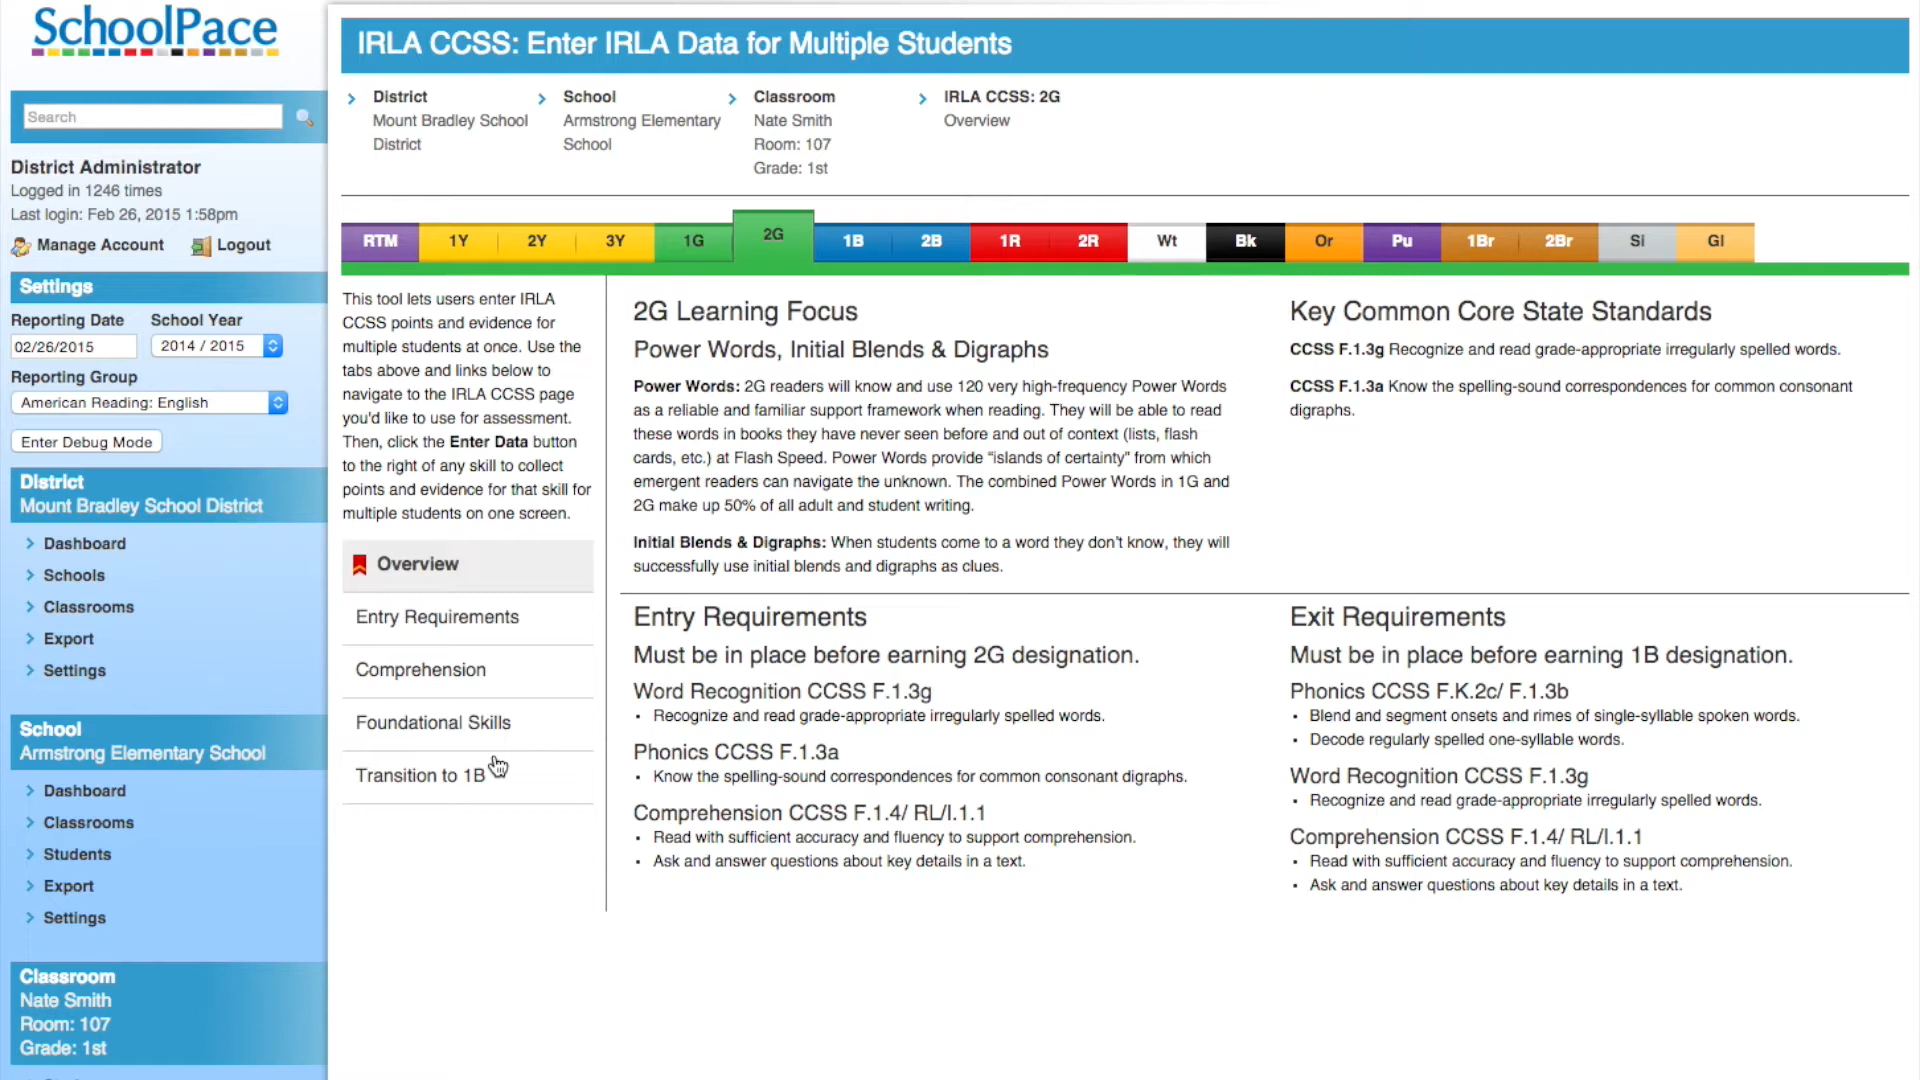 SchoolPace
Search
District Administrator
Logged in 1246 times
Last login: Feb 26, 2015 1:58pm
Manage Account
Logout
Settings
Reporting Date
School Year
02/26/2015
2014 / 2015
Reporting Group
American Reading: English
Enter Debug Mode
District
Mount Bradley School District
Dashboard
Schools
Classrooms
Export
Settings
School
Armstrong Elementary School
Dashboard
Classrooms
Students
Export
Settings
Classroom
Nate Smith
Room: 107
Grade: 1st
IRLA CCSS: Enter IRLA Data for Multiple Students
District
Mount Bradley School
District
School
Armstrong Elementary
School
Classroom
Nate Smith
Room: 107
Grade: 1st
IRLA CCSS: 2G
Overview
RTM 1Y 2Y 3Y 1G 2G 1B 2B 1R 2R Wt Bk Or Pu 1Br 2Br Si Gl
This tool lets users enter IRLA
CCSS points and evidence for
multiple students at once. Use the
tabs above and links below to
navigate to the IRLA CCSS page
you'd like to use for assessment.
Then, click the Enter Data button
to the right of any skill to collect
points and evidence for that skill for
multiple students on one screen.
Overview
Entry Requirements
Comprehension
Foundational Skills
Transition to 1B
2G Learning Focus
Power Words, Initial Blends & Digraphs
Power Words: 2G readers will know and use 120 very high-frequency Power Words
as a reliable and familiar support framework when reading. They will be able to read
these words in books they have never seen before and out of context (lists, flash
cards, etc.) at Flash Speed. Power Words provide “islands of certainty” from which
emergent readers can navigate the unknown. The combined Power Words in 1G and
2G make up 50% of all adult and student writing.
Initial Blends & Digraphs: When students come to a word they don’t know, they will
successfully use initial blends and digraphs as clues.
Key Common Core State Standards
CCSS F.1.3g Recognize and read grade-appropriate irregularly spelled words.
CCSS F.1.3a Know the spelling-sound correspondences for common consonant
digraphs.
Entry Requirements
Must be in place before earning 2G designation.
Word Recognition CCSS F.1.3g
• Recognize and read grade-appropriate irregularly spelled words.
Phonics CCSS F.1.3a
• Know the spelling-sound correspondences for common consonant digraphs.
Comprehension CCSS F.1.4/ RL/I.1.1
• Read with sufficient accuracy and fluency to support comprehension.
• Ask and answer questions about key details in a text.
Exit Requirements
Must be in place before earning 1B designation.
Phonics CCSS F.K.2c/ F.1.3b
• Blend and segment onsets and rimes of single-syllable spoken words.
• Decode regularly spelled one-syllable words.
Word Recognition CCSS F.1.3g
• Recognize and read grade-appropriate irregularly spelled words.
Comprehension CCSS F.1.4/ RL/I.1.1
• Read with sufficient accuracy and fluency to support comprehension.
• Ask and answer questions about key details in a text.